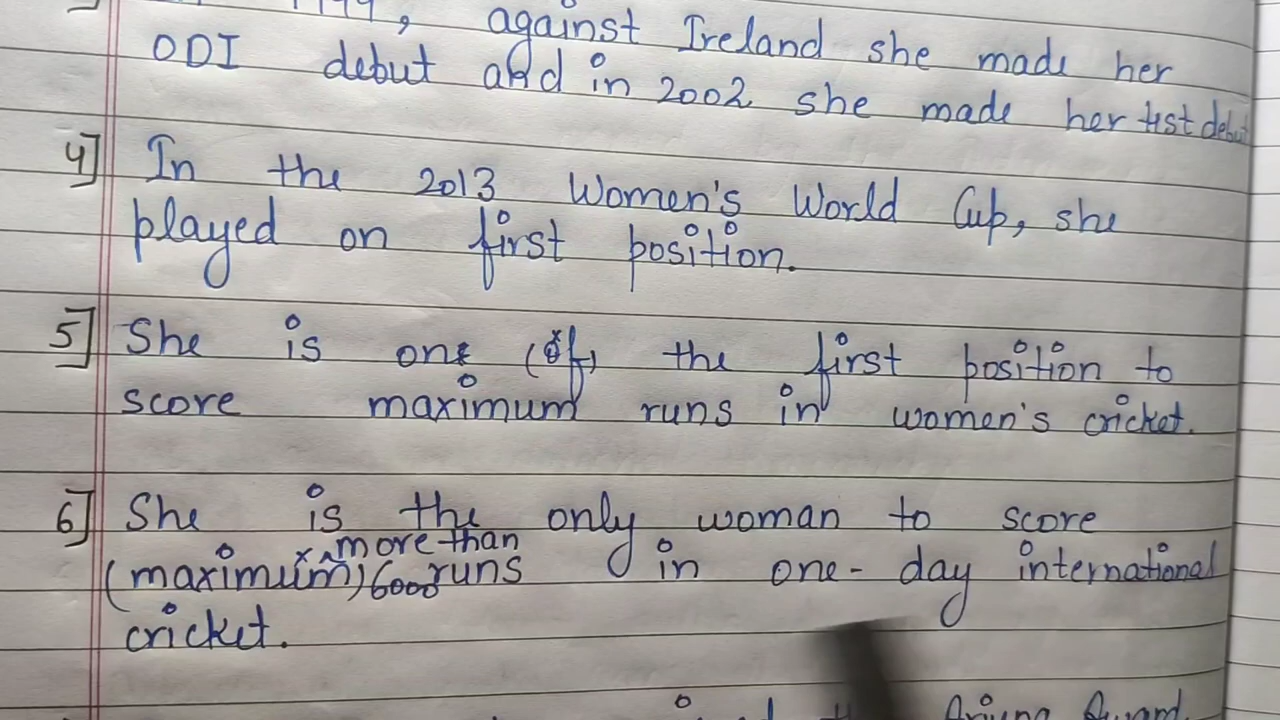 1999, against Ireland she made her
ODI debut and in 2002 she made her test debut
4] In the 2013 Women's World Cup, she
played on first position.
5] She is one (of) the first position to
score maximum runs in women's cricket.
6] She is the only woman to score
more than
(maximum) 6000 runs in one-day international
cricket.
Arjuna Award